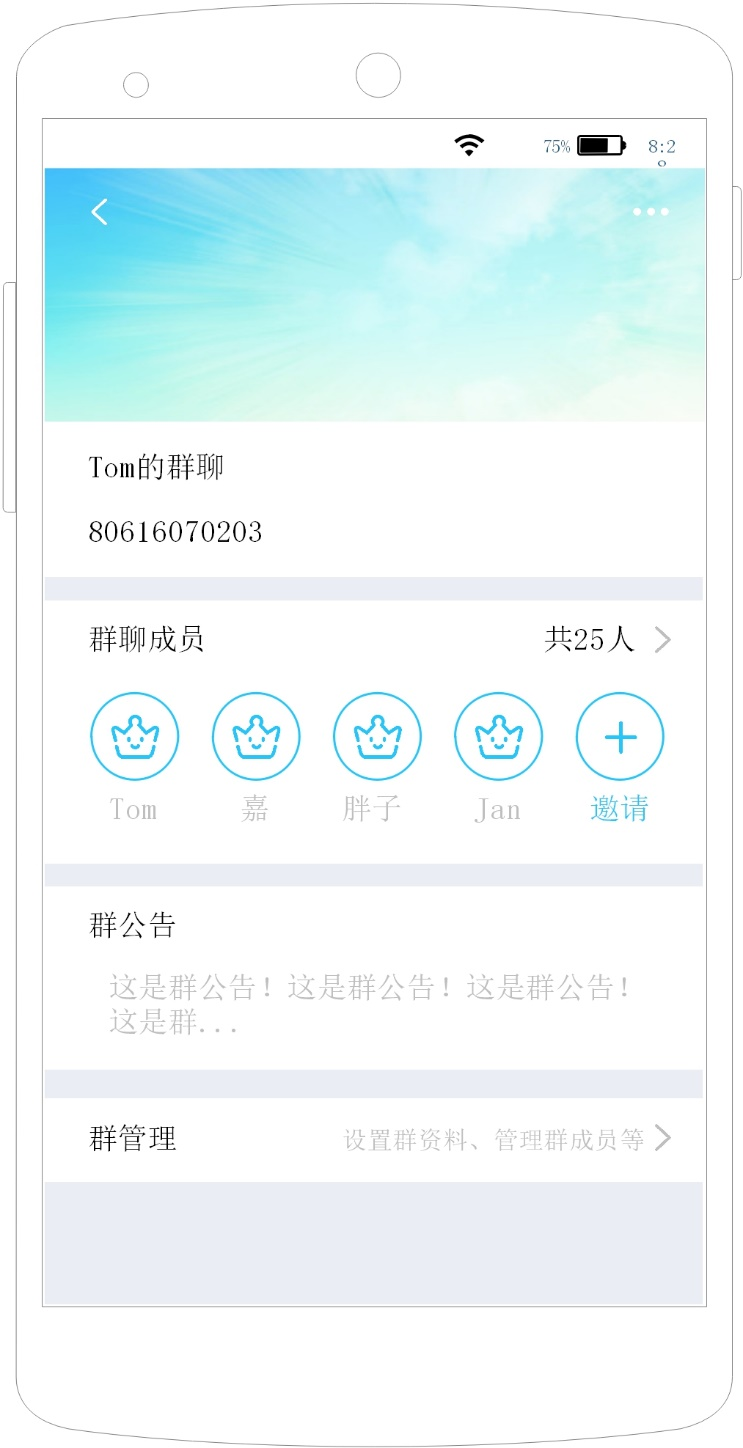 75%
8:2
0
Tom的群聊
80616070203
群聊成员 共25人
Tom 嘉 胖子 Jan 邀请
群公告
这是群公告！这是群公告！这是群公告！
这是群...
群管理 设置群资料、管理群成员等